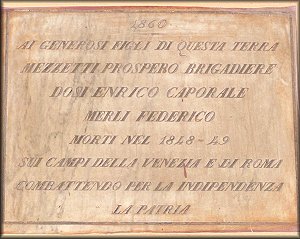 1860
AI GENEROSI FIGLI DI QUESTA TERRA
MEZZETTI PROSPERO BRIGADIERE
DOSI ENRICO CAPORALE
MERLI FEDERICO
MORTI NEL 1848-49
SUI CAMPI DELLA VENEZIA E DI ROMA
COMBATTENDO PER LA INDIPENDENZA
LA PATRIA